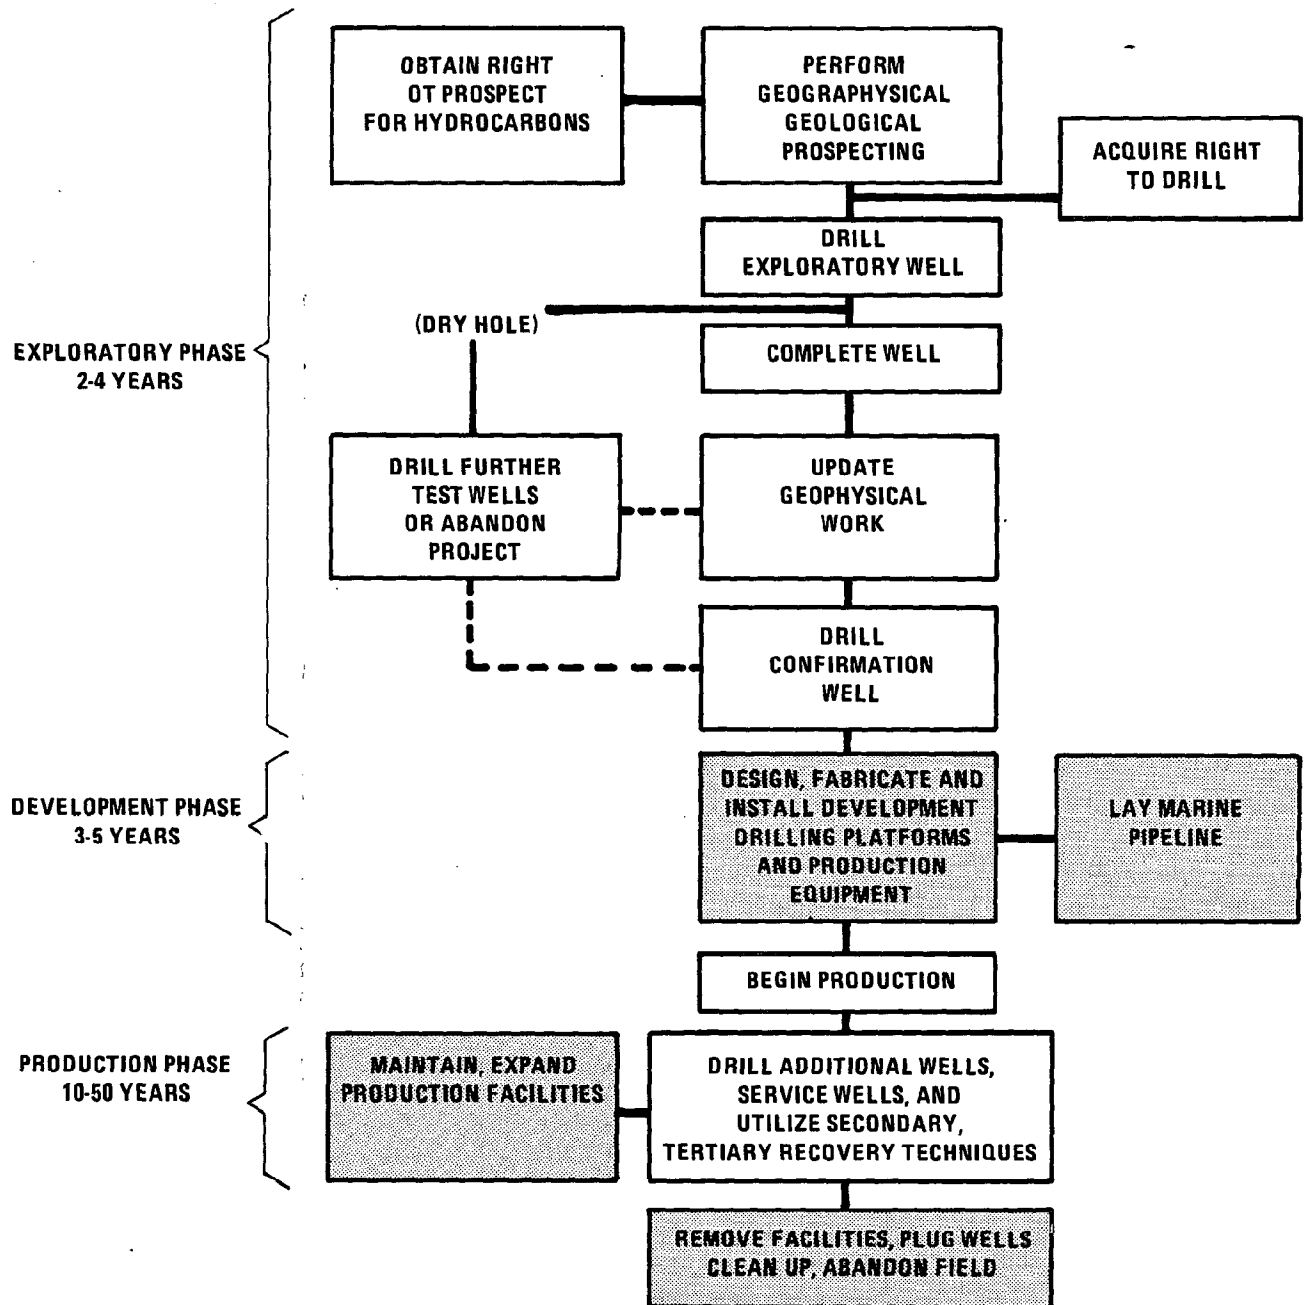 OBTAIN RIGHT
OT PROSPECT
FOR HYDROCARBONS
PERFORM
GEOGRAPHYSICAL
GEOLOGICAL
PROSPECTING
ACQUIRE RIGHT
TO DRILL
DRILL
EXPLORATORY WELL
(DRY HOLE)
COMPLETE WELL
EXPLORATORY PHASE
2-4 YEARS
DRILL FURTHER
TEST WELLS
OR ABANDON
PROJECT
UPDATE
GEOPHYSICAL
WORK
DRILL
CONFIRMATION
WELL
DEVELOPMENT PHASE
3-5 YEARS
DESIGN, FABRICATE AND
INSTALL DEVELOPMENT
DRILLING PLATFORMS
AND PRODUCTION
EQUIPMENT
LAY MARINE
PIPELINE
BEGIN PRODUCTION
PRODUCTION PHASE
10-50 YEARS
MAINTAIN, EXPAND
PRODUCTION FACILITIES
DRILL ADDITIONAL WELLS,
SERVICE WELLS, AND
UTILIZE SECONDARY,
TERTIARY RECOVERY TECHNIQUES
REMOVE FACILITIES, PLUG WELLS
CLEAN UP, ABANDON FIELD